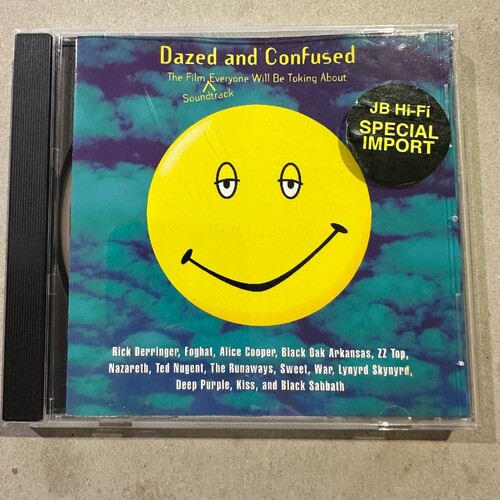 Dazed and Confused
The Film Everyone Will Be Toking About
Soundtrack
JB Hi-Fi
SPECIAL
IMPORT
Rick Derringer, Foghat, Alice Cooper, Black Oak Arkansas, ZZ Top,
Nazareth, Ted Nugent, The Runaways, Sweet, War, Lynyrd Skynyrd,
Deep Purple, Kiss, and Black Sabbath